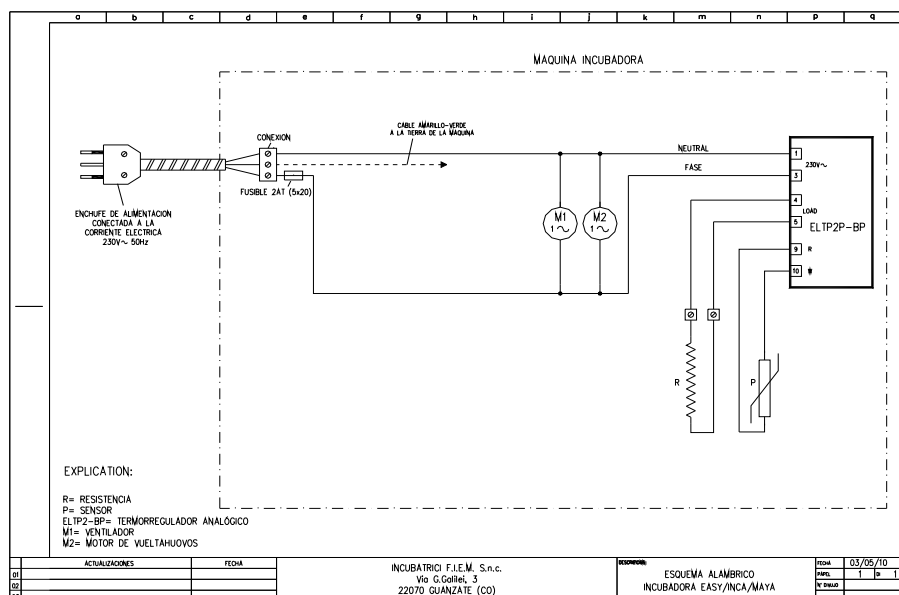 a b c d e f g h i j k m n p q
MAQUINA INCUBADORA
CABLE AMARILLO-VERDE
A LA TIERRA DE LA MAQUINA
CONEXION
NEUTRAL
FASE
FUSIBLE 2AT (5x20)
ENCHUFE DE ALIMENTACION
CONECTADA A LA
CORRIENTE ELECTRICA
230V~ 50Hz
M1
1~
M2
1~
1
230V~
3
4
LOAD
5
ELTP2P-BP
9 R
10
R
P
EXPLICATION:
R= RESISTENCIA
P= SENSOR
ELTP2-BP= TERMORREGULADOR ANALÓGICO
M1= VENTILADOR
M2= MOTOR DE VUELTAHUOVOS
ACTUALIZACIONES FECHA
01
02
INCUBATRICI F.I.E.M. S.n.c.
Via G.Galilei, 3
22070 GUANZATE (CO)
ESQUEMA ALAMBRICO
INCUBADORA EASY/INCA/MAYA
FECHA 03/05/10
PAPEL 1 DI 1
N° DIBUJO